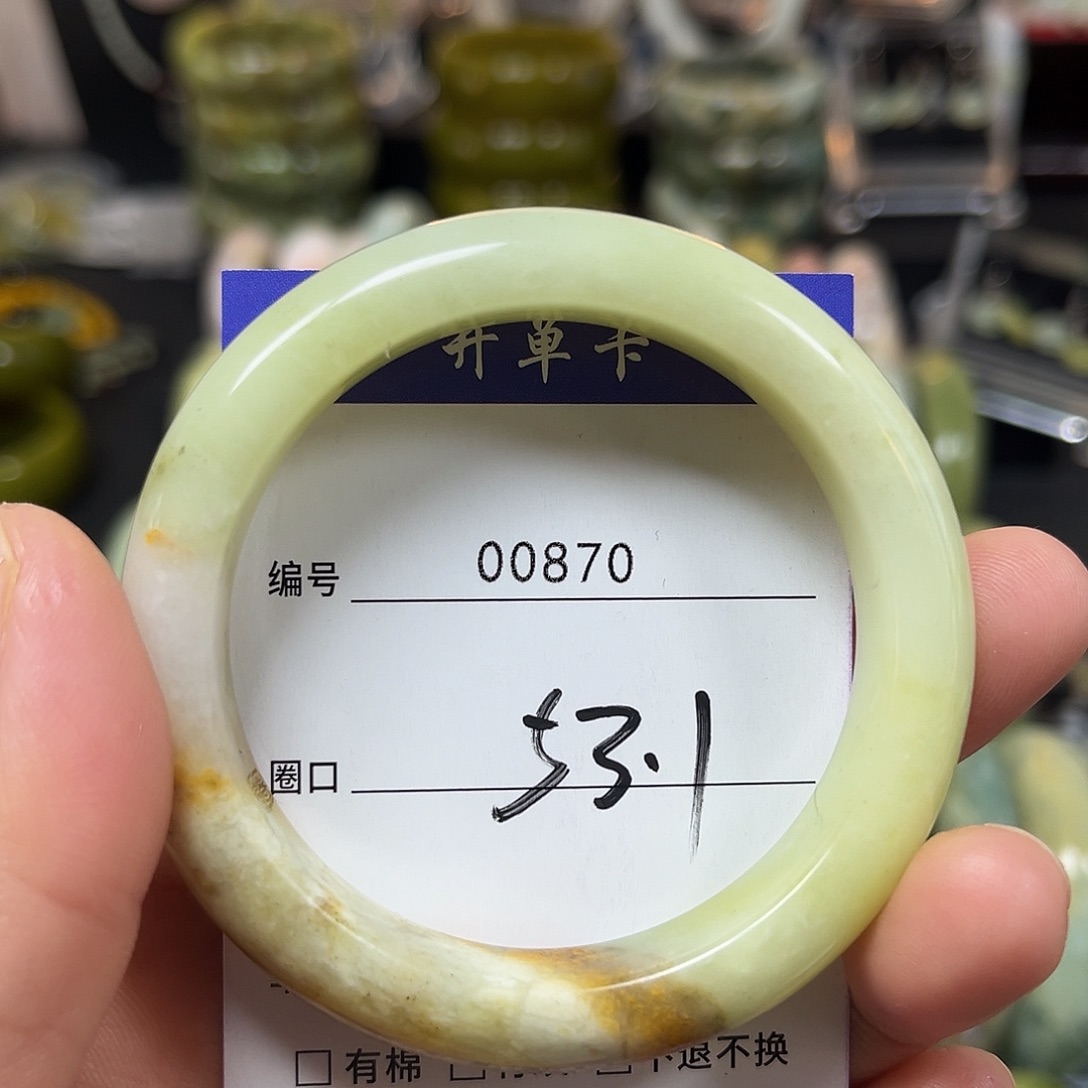 开单卡
编号 00870
圈口 53.1
□ 有棉 □ □ 不退不换